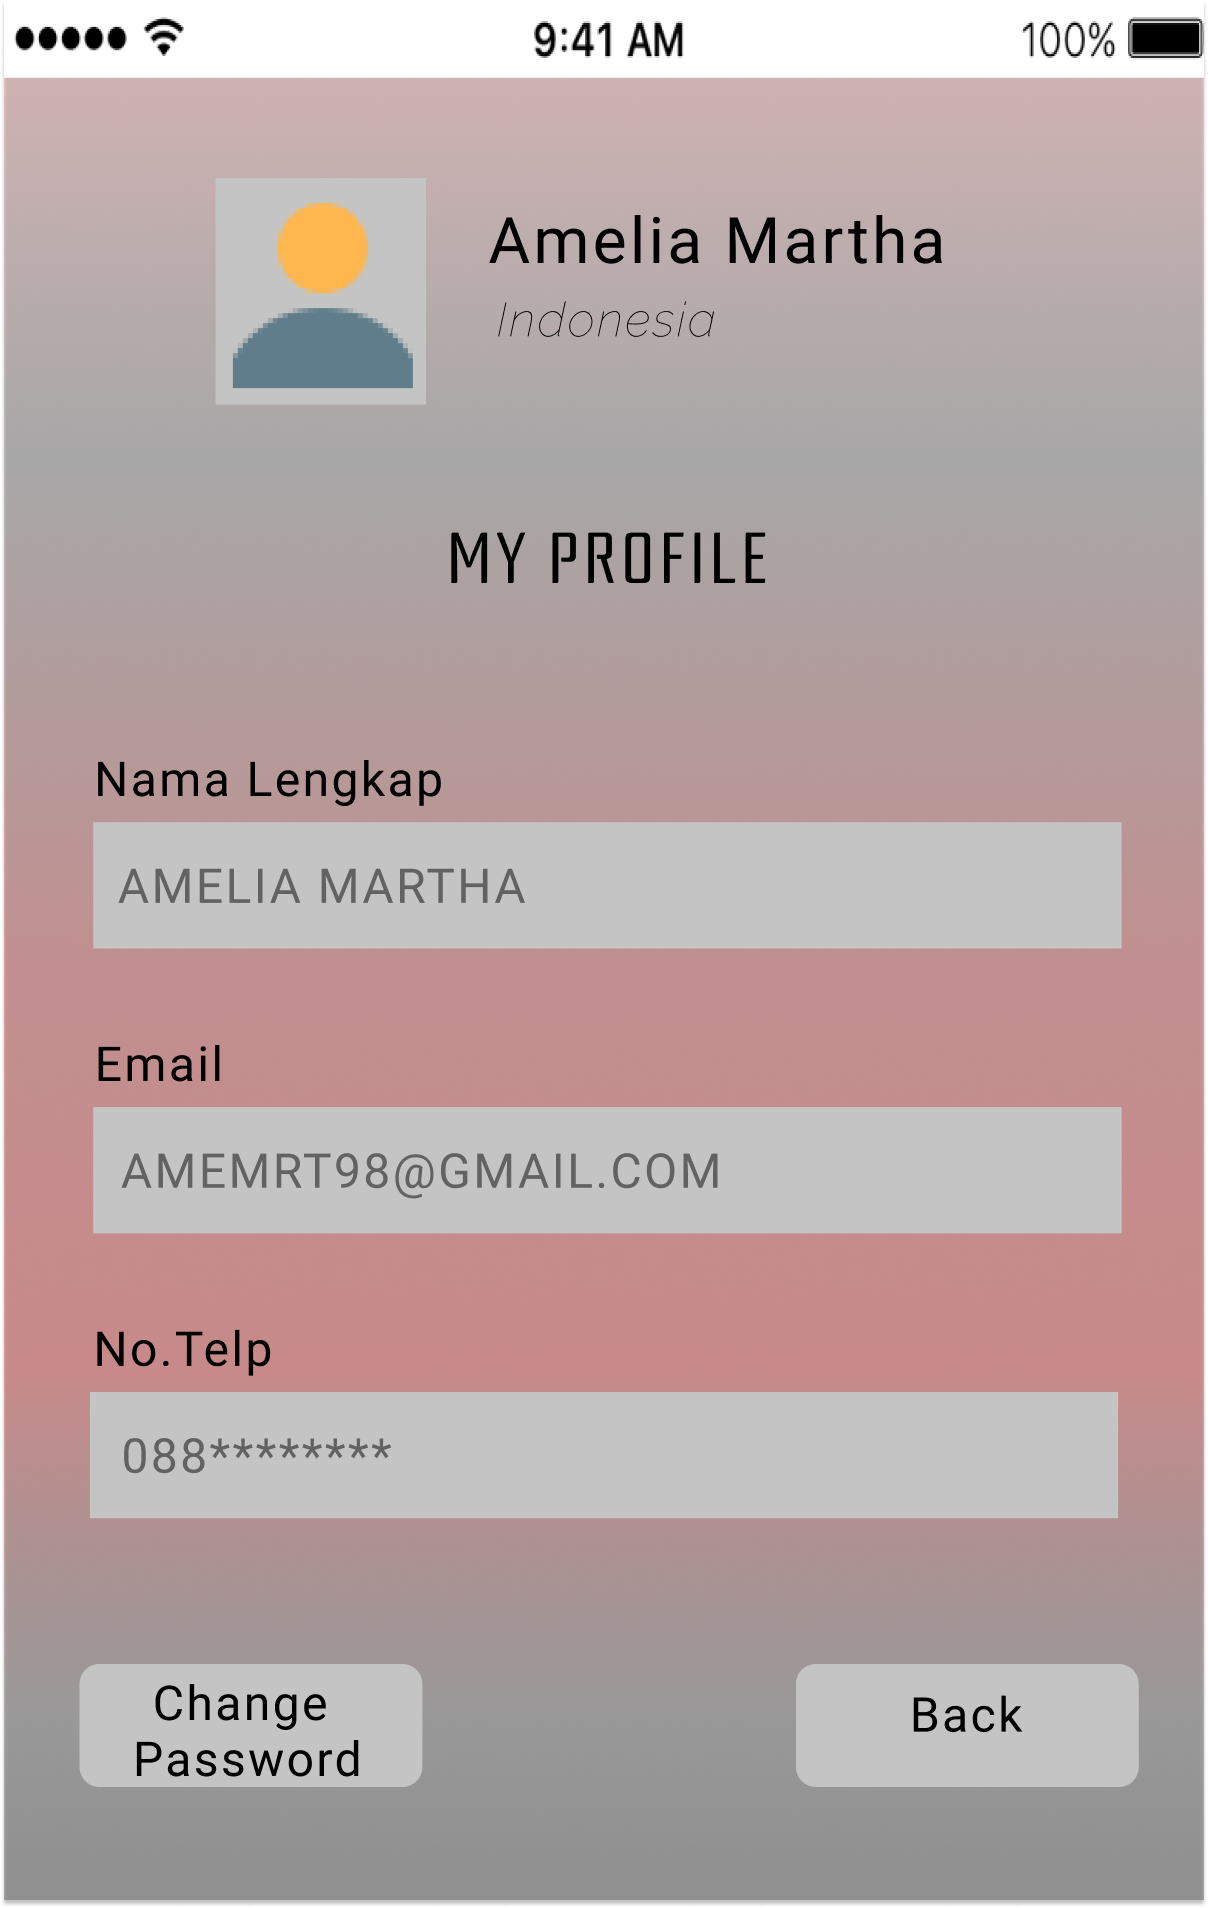 9:41 AM 100%
Amelia Martha
Indonesia
MY PROFILE
Nama Lengkap
AMELIA MARTHA
Email
AMEMRT98@GMAIL.COM
No.Telp
088********
Change
Password
Back